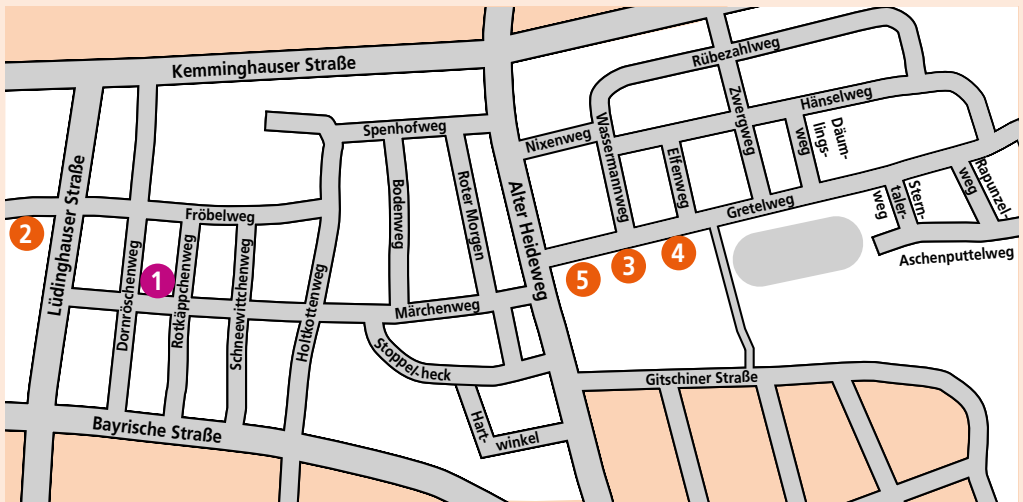 Kemminghauser Straße
Rübezahlweg
Hänselweg
Zwergweg
Däum-
lings-
weg
Spenhofweg
Nixenweg
Wassermannweg
Elfenweg
Lüdinghauser Straße
Bodenweg
Roter Morgen
Alter Heideweg
Gretelweg
Stern-
taler-
weg
Rapunzel-
weg
Fröbelweg
2
Dornröschenweg
1
Rotkäppchenweg
Schneewittchenweg
Holtkottenweg
5
3
4
Aschenputtelweg
Märchenweg
Stoppel-heck
Gitschiner Straße
Hart-
winkel
Bayrische Straße